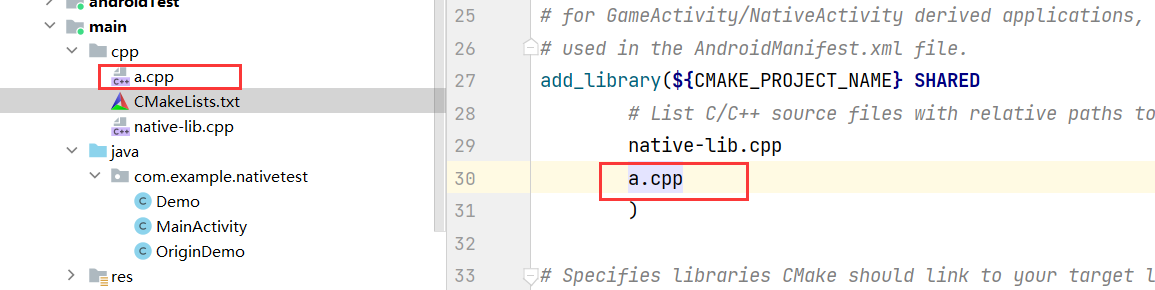 androidTest
main
cpp
a.cpp
CMakeLists.txt
native-lib.cpp
java
com.example.nativetest
Demo
MainActivity
OriginDemo
res
25 # for GameActivity/NativeActivity derived applications,
26 # used in the AndroidManifest.xml file.
27 add_library(${CMAKE_PROJECT_NAME} SHARED
28 # List C/C++ source files with relative paths to
29 native-lib.cpp
30 a.cpp
31 )
32
33 # Specifies libraries CMake should link to your target l